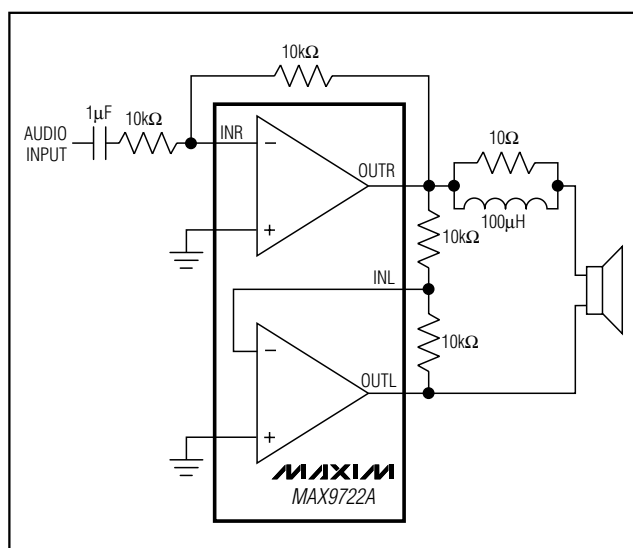 10kΩ
1μF
10kΩ
AUDIO
INPUT
INR
−
OUTR
10Ω
100μH
+
10kΩ
INL
10kΩ
−
OUTL
+
MAXIM
MAX9722A